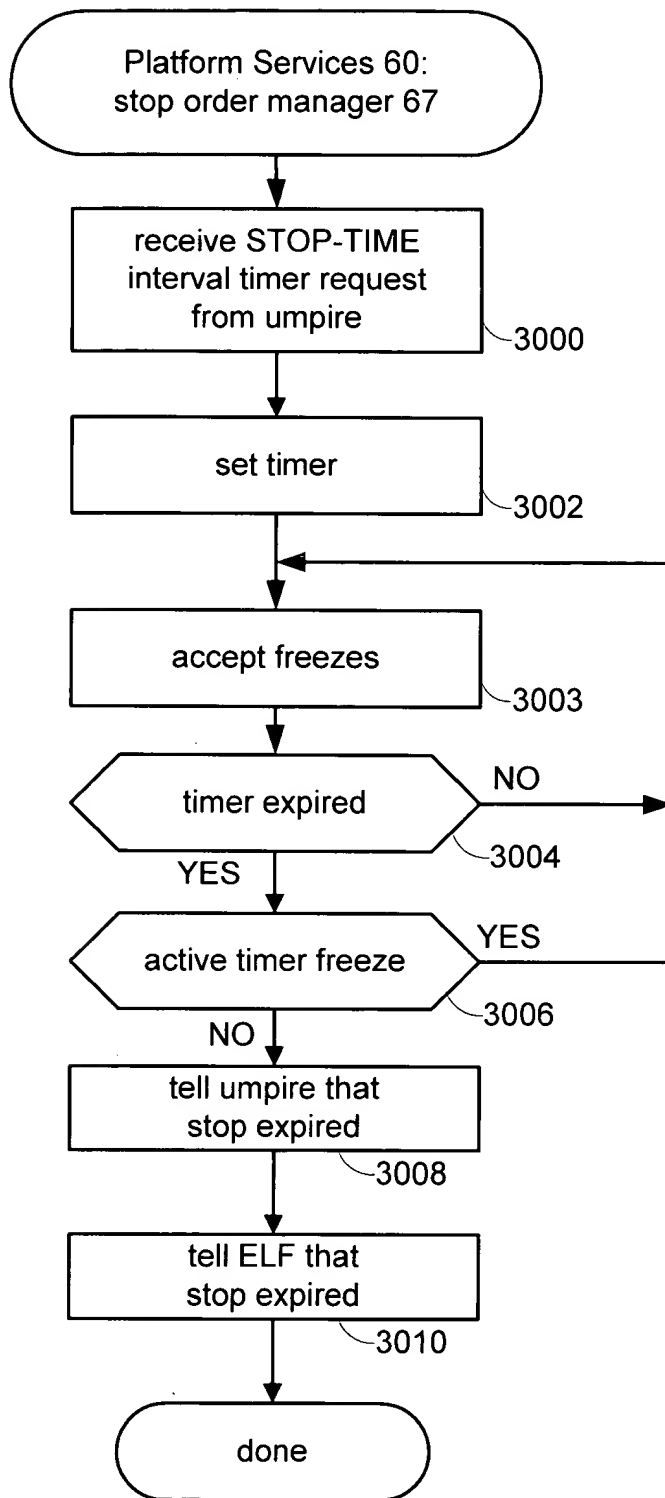 Platform Services 60:
stop order manager 67
receive STOP-TIME
interval timer request
from umpire
3000
set timer
3002
accept freezes
3003
timer expired
NO
3004
YES
active timer freeze
YES
3006
NO
tell umpire that
stop expired
3008
tell ELF that
stop expired
3010
done